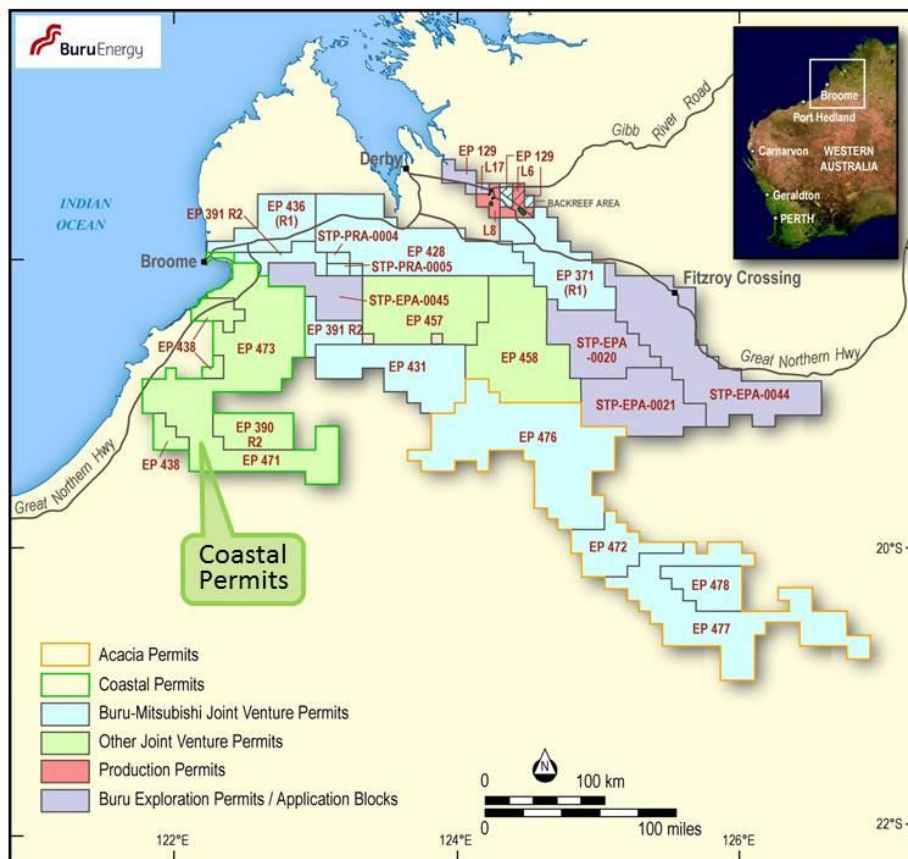 BuruEnergy
INDIAN
OCEAN
Broome
Port Hedland
Carnarvon
WESTERN
AUSTRALIA
Geraldton
PERTH
Gibb River Road
Derby
EP 129
L17
EP 129
L6
BACKREEF AREA
L8
EP 436
(R1)
EP 391 R2
STP-PRA-0004
EP 428
STP-PRA-0005
Broome
EP 371
(R1)
Fitzroy Crossing
STP-EPA-0045
EP 391 R2
EP 457
EP 438
EP 473
EP 458
STP-EPA
-0020
Great Northern Hwy
EP 431
STP-EPA-0021
STP-EPA-0044
EP 390
R2
EP 476
EP 438
EP 471
Great Northern Hwy
Coastal
Permits
EP 472
20°S
EP 478
EP 477
Acacia Permits
Coastal Permits
Buru-Mitsubishi Joint Venture Permits
Other Joint Venture Permits
Production Permits
Buru Exploration Permits / Application Blocks
N
0 100 km
0 100 miles
22°S
122°E
124°E
126°E